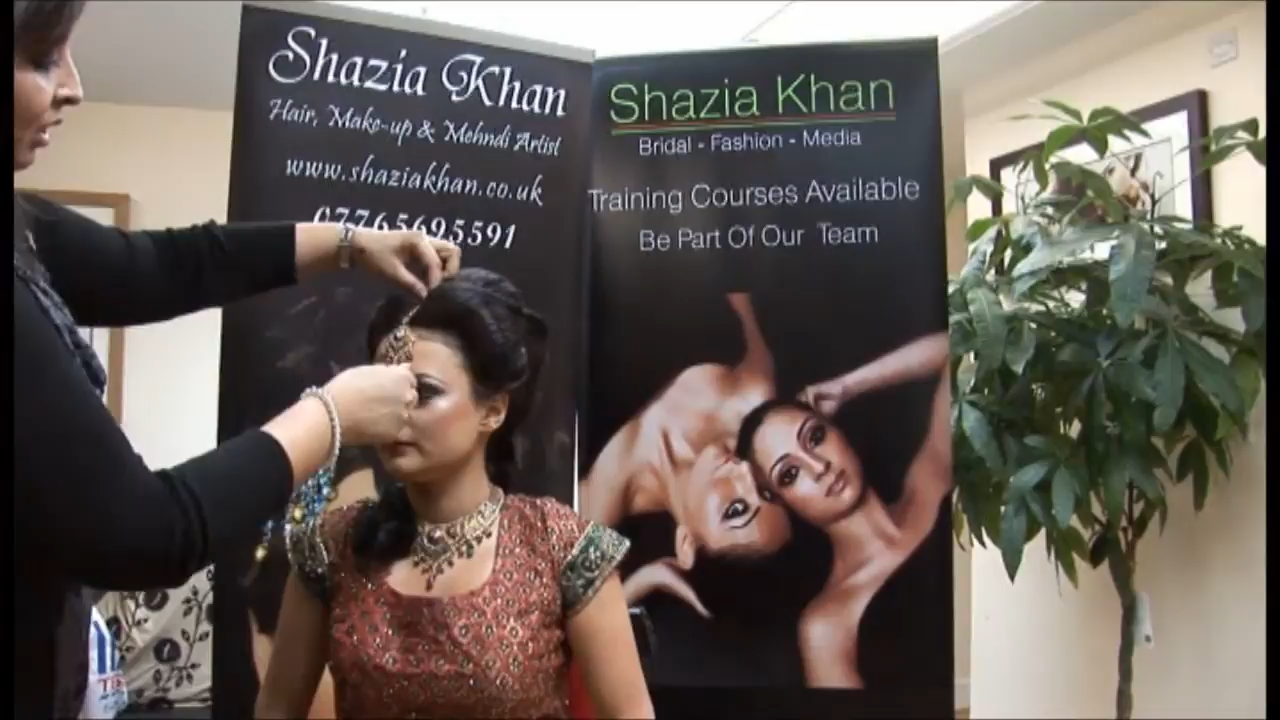 Shazia Khan
Hair, Make-up & Mehndi Artist
www.shaziakhan.co.uk
07765695591
Shazia Khan
Bridal - Fashion - Media
Training Courses Available
Be Part Of Our Team